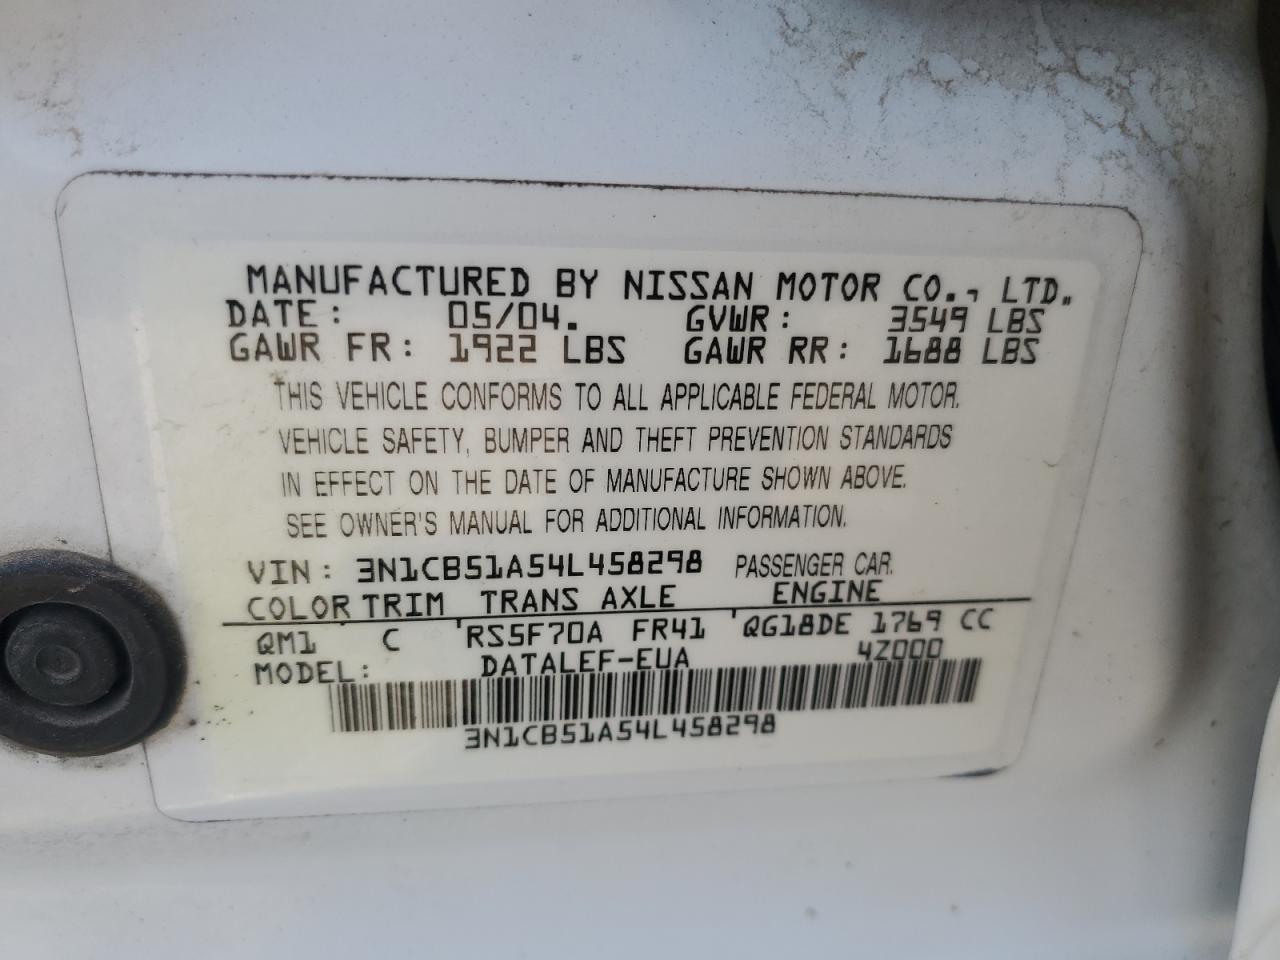 MANUFACTURED BY NISSAN MOTOR CO., LTD.
DATE: 05/04. GVWR: 3549 LBS
GAWR FR: 1922 LBS GAWR RR: 1688 LBS
THIS VEHICLE CONFORMS TO ALL APPLICABLE FEDERAL MOTOR.
VEHICLE SAFETY, BUMPER AND THEFT PREVENTION STANDARDS
IN EFFECT ON THE DATE OF MANUFACTURE SHOWN ABOVE.
SEE OWNER'S MANUAL FOR ADDITIONAL INFORMATION.
VIN: 3N1CB51A54L458298 PASSENGER CAR.
COLOR TRIM TRANS AXLE ENGINE
QM1 C RS5F70A FR41 QG18DE 1769 CC
MODEL: DATALEF-EUA 4Z000
3N1CB51A54L458298